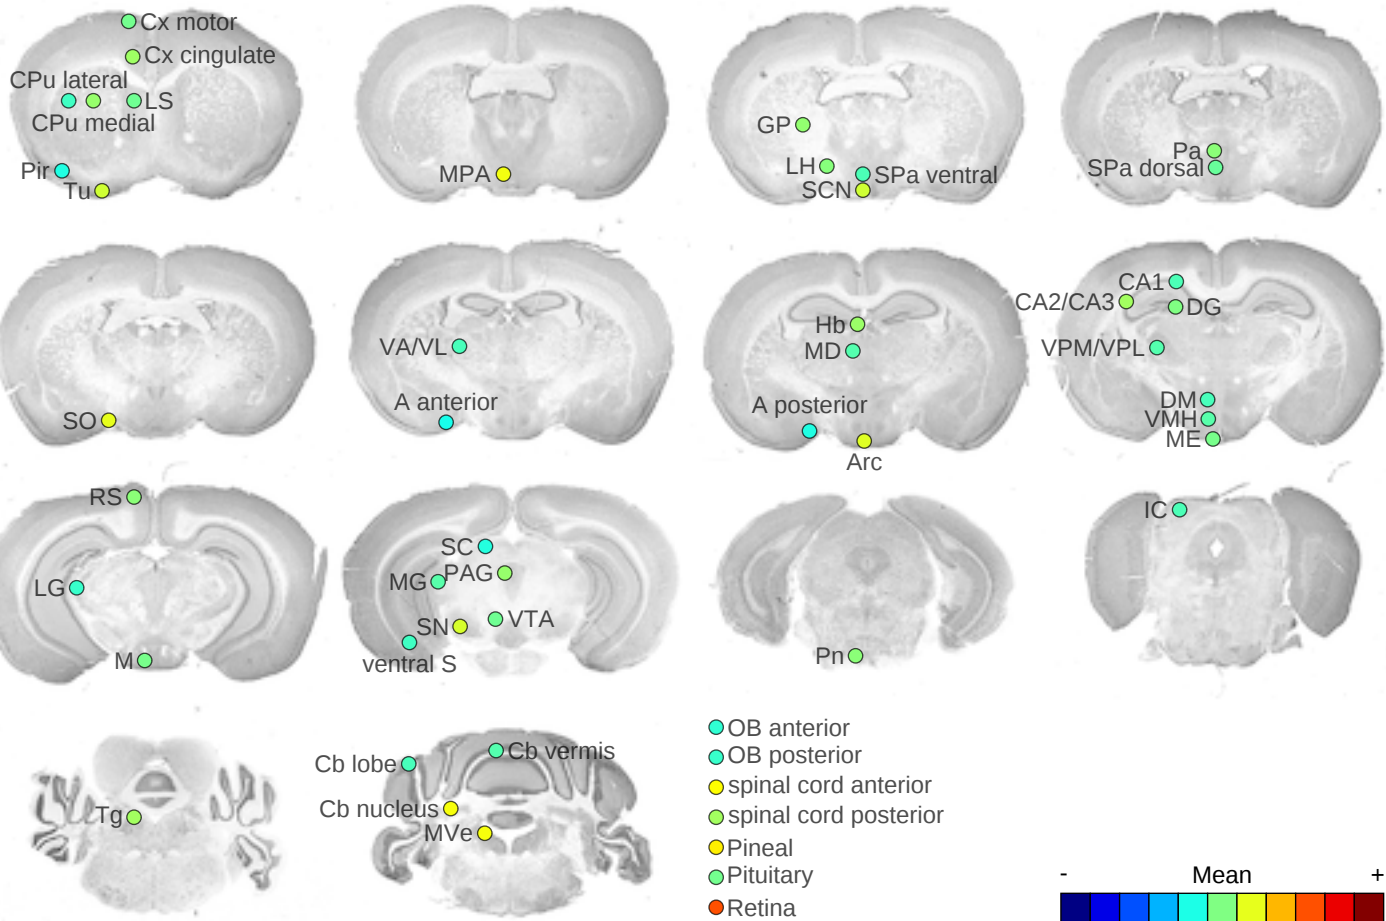 Cx motor
Cx cingulate
CPu lateral
LS
CPu medial
Pir
Tu
MPA
GP
LH
SPa ventral
SCN
Pa
SPa dorsal
SO
VA/VL
A anterior
Hb
MD
A posterior
Arc
CA1
CA2/CA3
DG
VPM/VPL
DM
VMH
ME
RS
LG
M
SC
MG
PAG
SN
VTA
ventral S
Pn
IC
Tg
Cb lobe
Cb vermis
Cb nucleus
MVe
OB anterior
OB posterior
spinal cord anterior
spinal cord posterior
Pineal
Pituitary
Retina
- Mean +